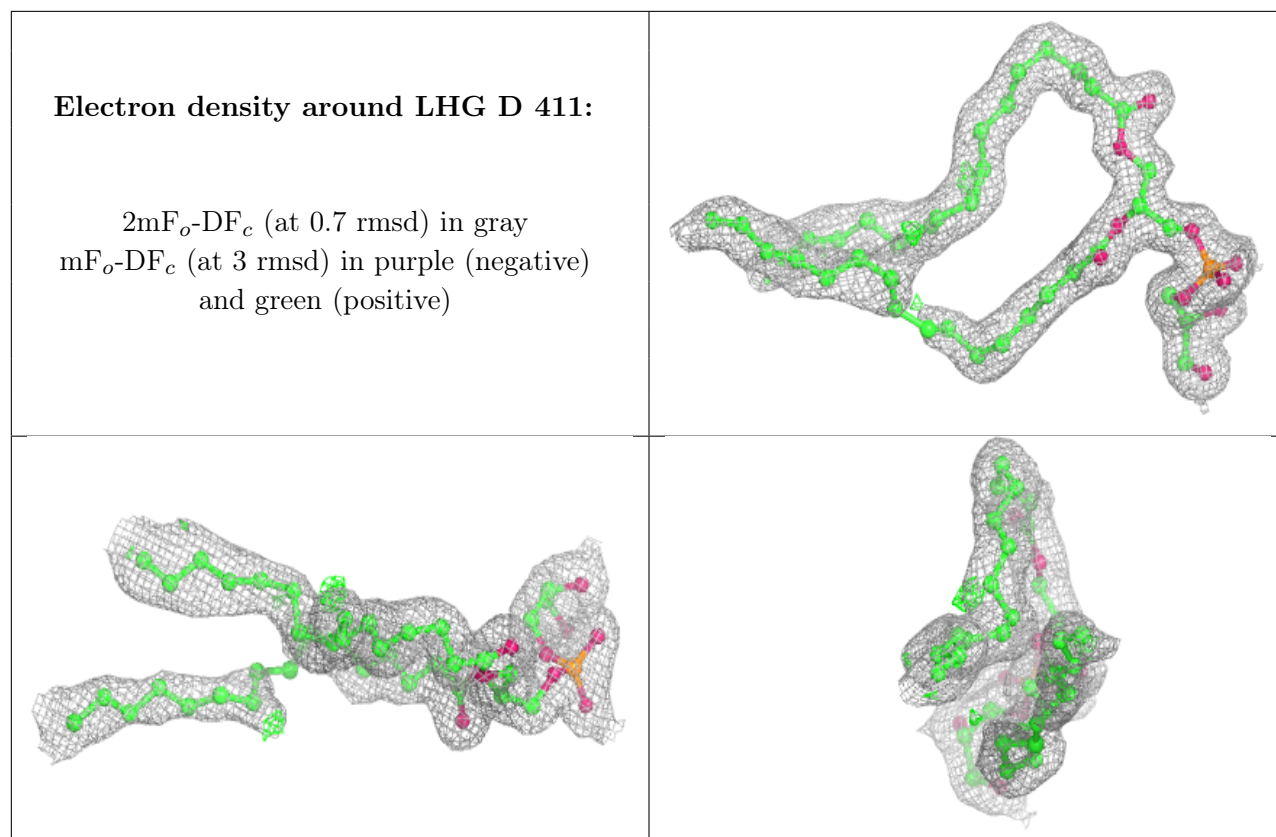 Electron density around LHG D 411:
2mFₒ-DF𝒸 (at 0.7 rmsd) in gray
mFₒ-DF𝒸 (at 3 rmsd) in purple (negative)
and green (positive)